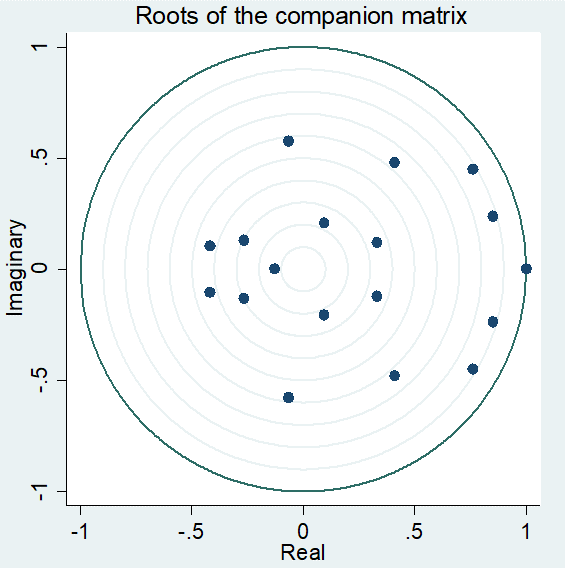 Roots of the companion matrix
1
.5
0
-.5
-1
Imaginary
-1 -.5 0 .5 1
Real